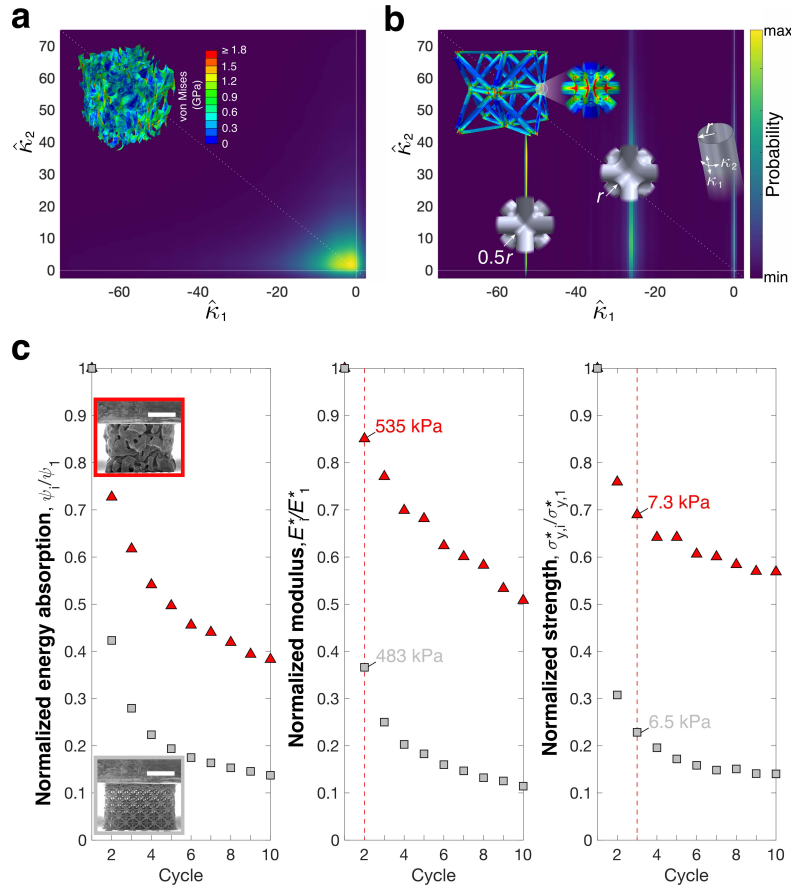 a
70
60
50
40
30
20
10
0
κ̂₂
-60
-40
-20
0
κ̂₁
von Mises
(GPa)
≥ 1.8
1.5
1.2
0.9
0.6
0.3
0
b
70
60
50
40
30
20
10
0
κ̂₂
-60
-40
-20
0
κ̂₁
0.5r
r
r
κ₂
κ₁
max
Probability
min
c
1
0.9
0.8
0.7
0.6
0.5
0.4
0.3
0.2
0.1
0
Normalized energy absorption, ψᵢ/ψ₁
2
4
6
8
10
Cycle
1
0.9
0.8
0.7
0.6
0.5
0.4
0.3
0.2
0.1
0
Normalized modulus, E*ᵢ/E*₁
535 kPa
483 kPa
2
4
6
8
10
Cycle
1
0.9
0.8
0.7
0.6
0.5
0.4
0.3
0.2
0.1
0
Normalized strength, σ*y,i/σ*y,1
7.3 kPa
6.5 kPa
2
4
6
8
10
Cycle